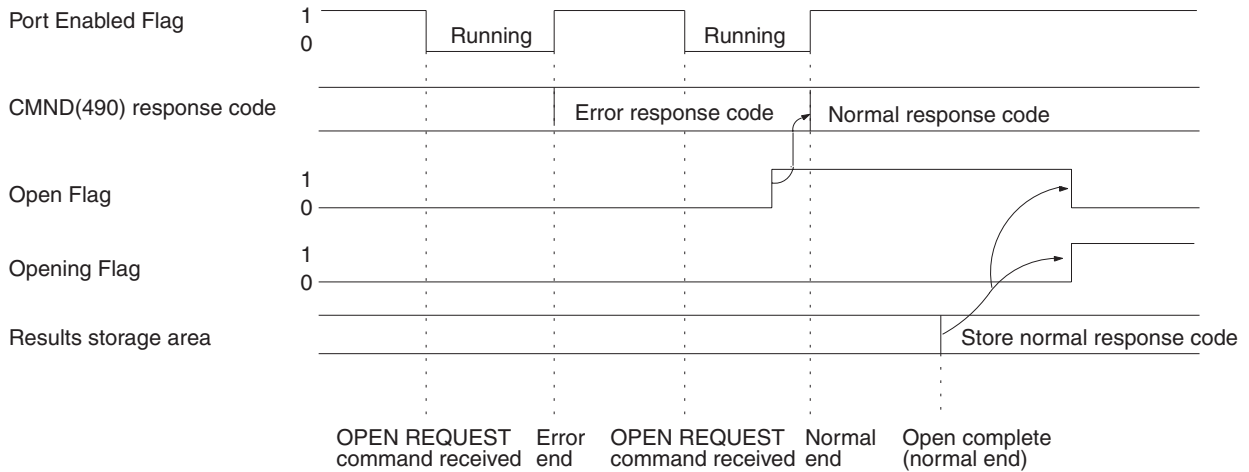 Port Enabled Flag
1
0
Running
Running
CMND(490) response code
Error response code
Normal response code
Open Flag
1
0
Opening Flag
1
0
Results storage area
Store normal response code
OPEN REQUEST
command received
Error
end
OPEN REQUEST
command received
Normal
end
Open complete
(normal end)